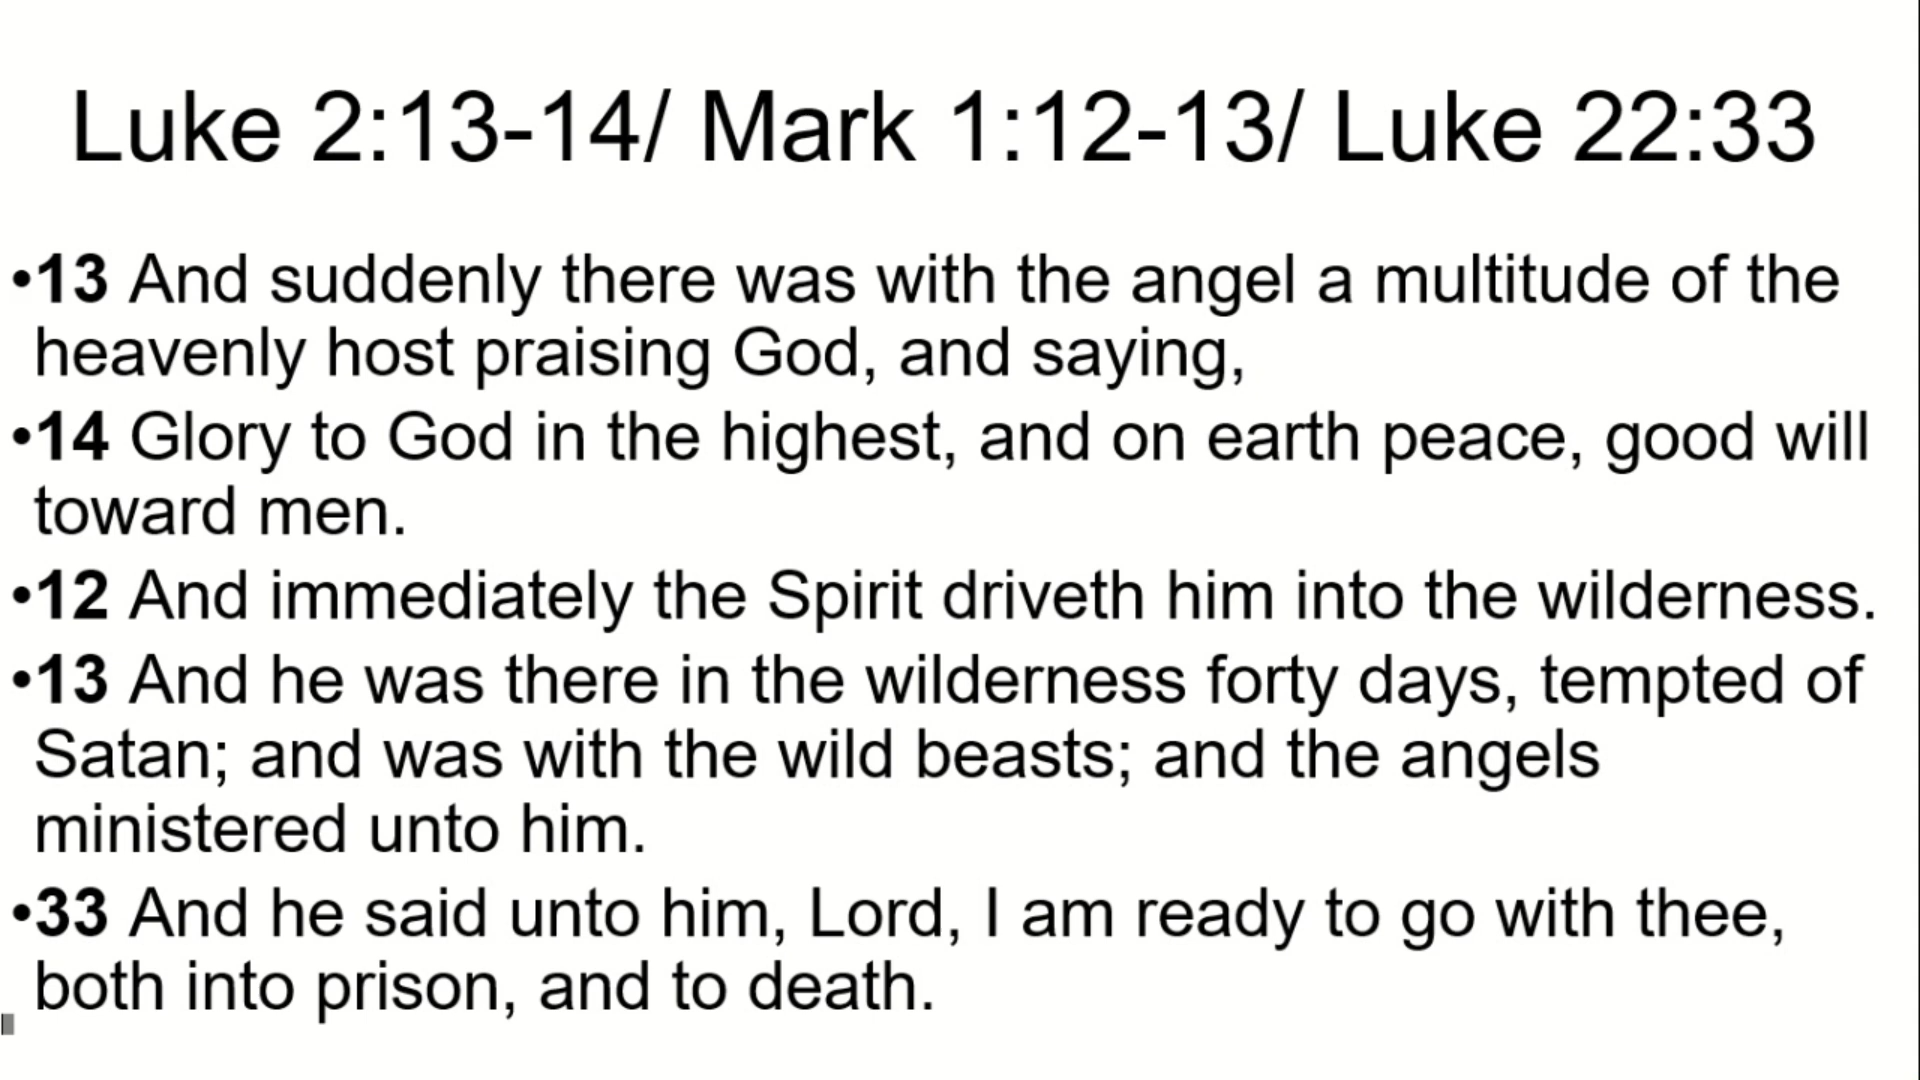 Luke 2:13-14/ Mark 1:12-13/ Luke 22:33
•13 And suddenly there was with the angel a multitude of the
heavenly host praising God, and saying,
•14 Glory to God in the highest, and on earth peace, good will
toward men.
•12 And immediately the Spirit driveth him into the wilderness.
•13 And he was there in the wilderness forty days, tempted of
Satan; and was with the wild beasts; and the angels
ministered unto him.
•33 And he said unto him, Lord, I am ready to go with thee,
both into prison, and to death.